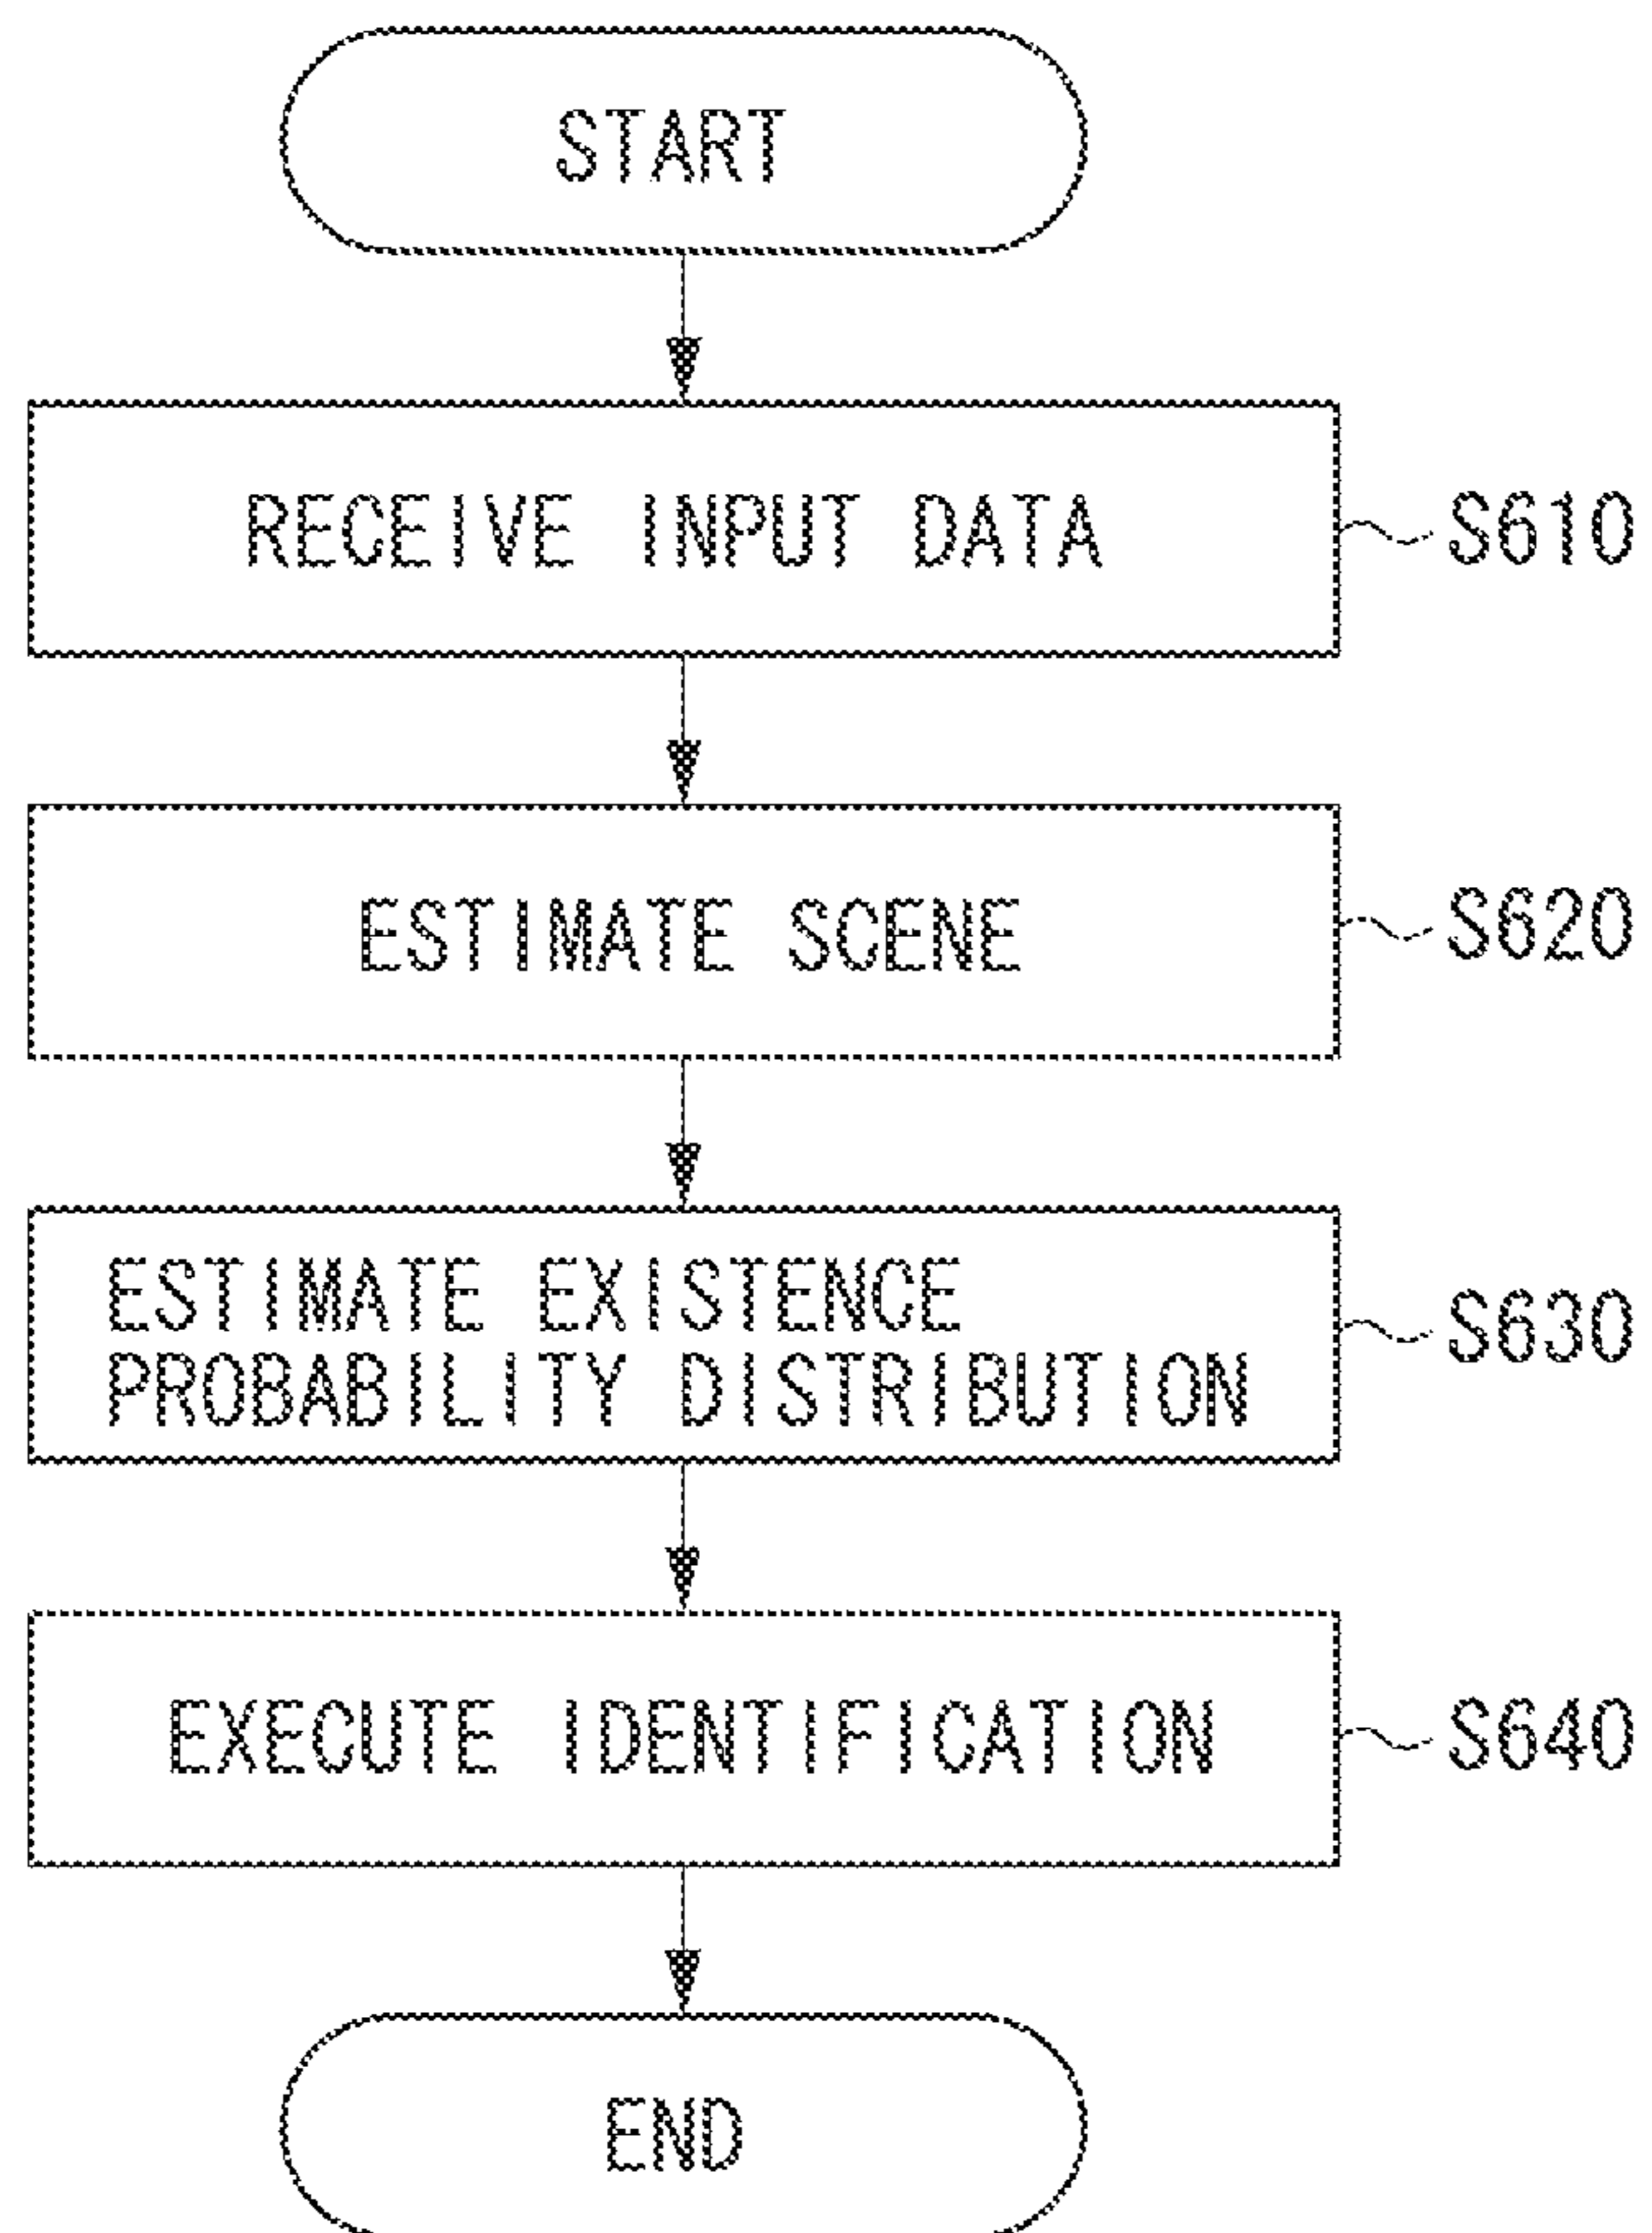 START
RECEIVE INPUT DATA
S610
ESTIMATE SCENE
S620
ESTIMATE EXISTENCE
PROBABILITY DISTRIBUTION
S630
EXECUTE IDENTIFICATION
S640
END